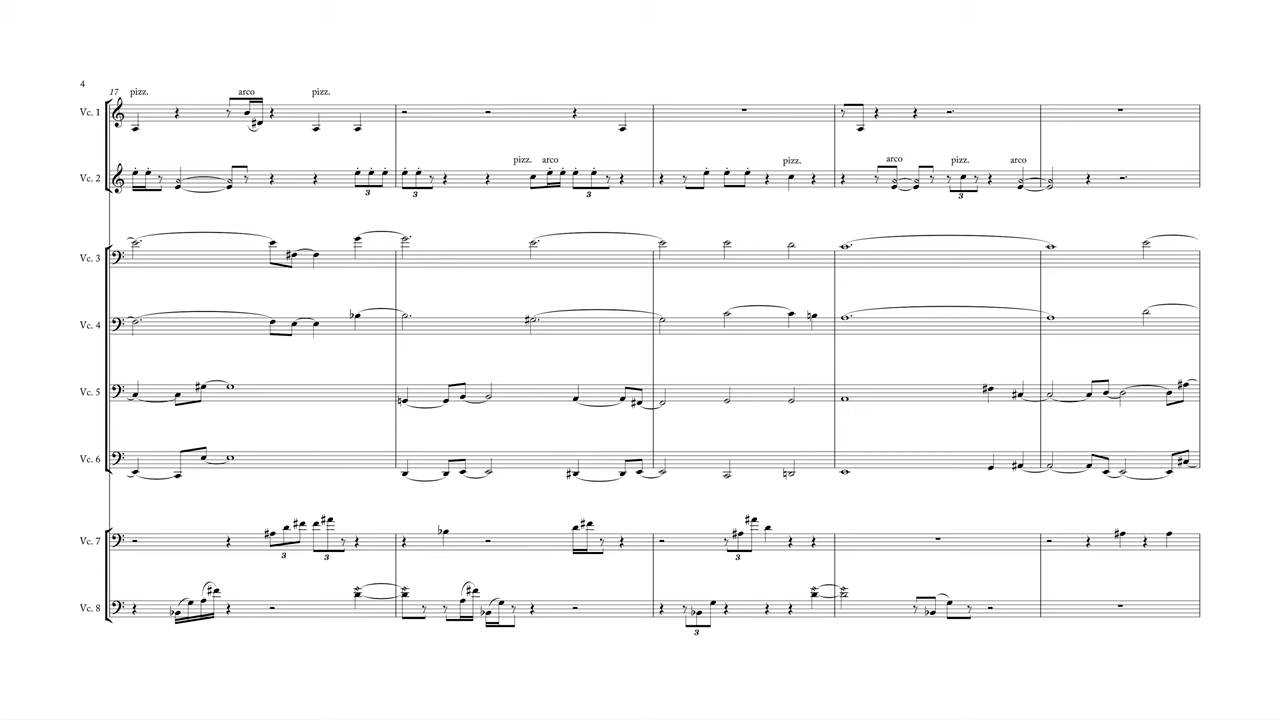 4
17 pizz. arco pizz.
Vc. 1
pizz. arco pizz. arco pizz. arco
Vc. 2
3 3 3 3
Vc. 3
Vc. 4
Vc. 5
Vc. 6
Vc. 7
3 3 3
Vc. 8
3